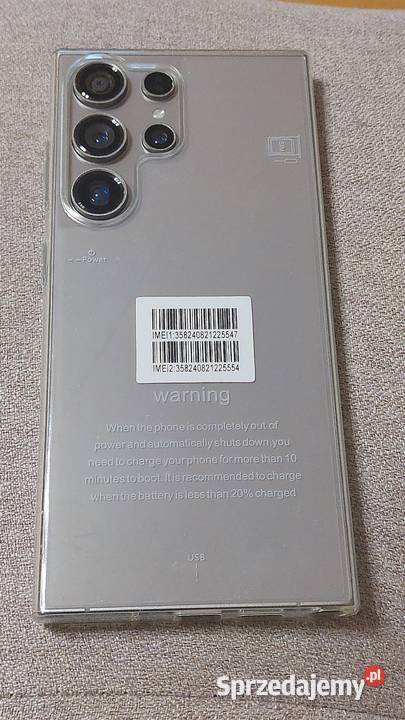 Power
IMEI1:358240821225547
IMEI2:358240821225554
warning
When the phone is completely out of
power and automatically shuts down,you
need to charge your phone for more than 10
minutes to boot. It is recommended to charge
when the battery is less than 20% charged
USB
Sprzedajemy.pl